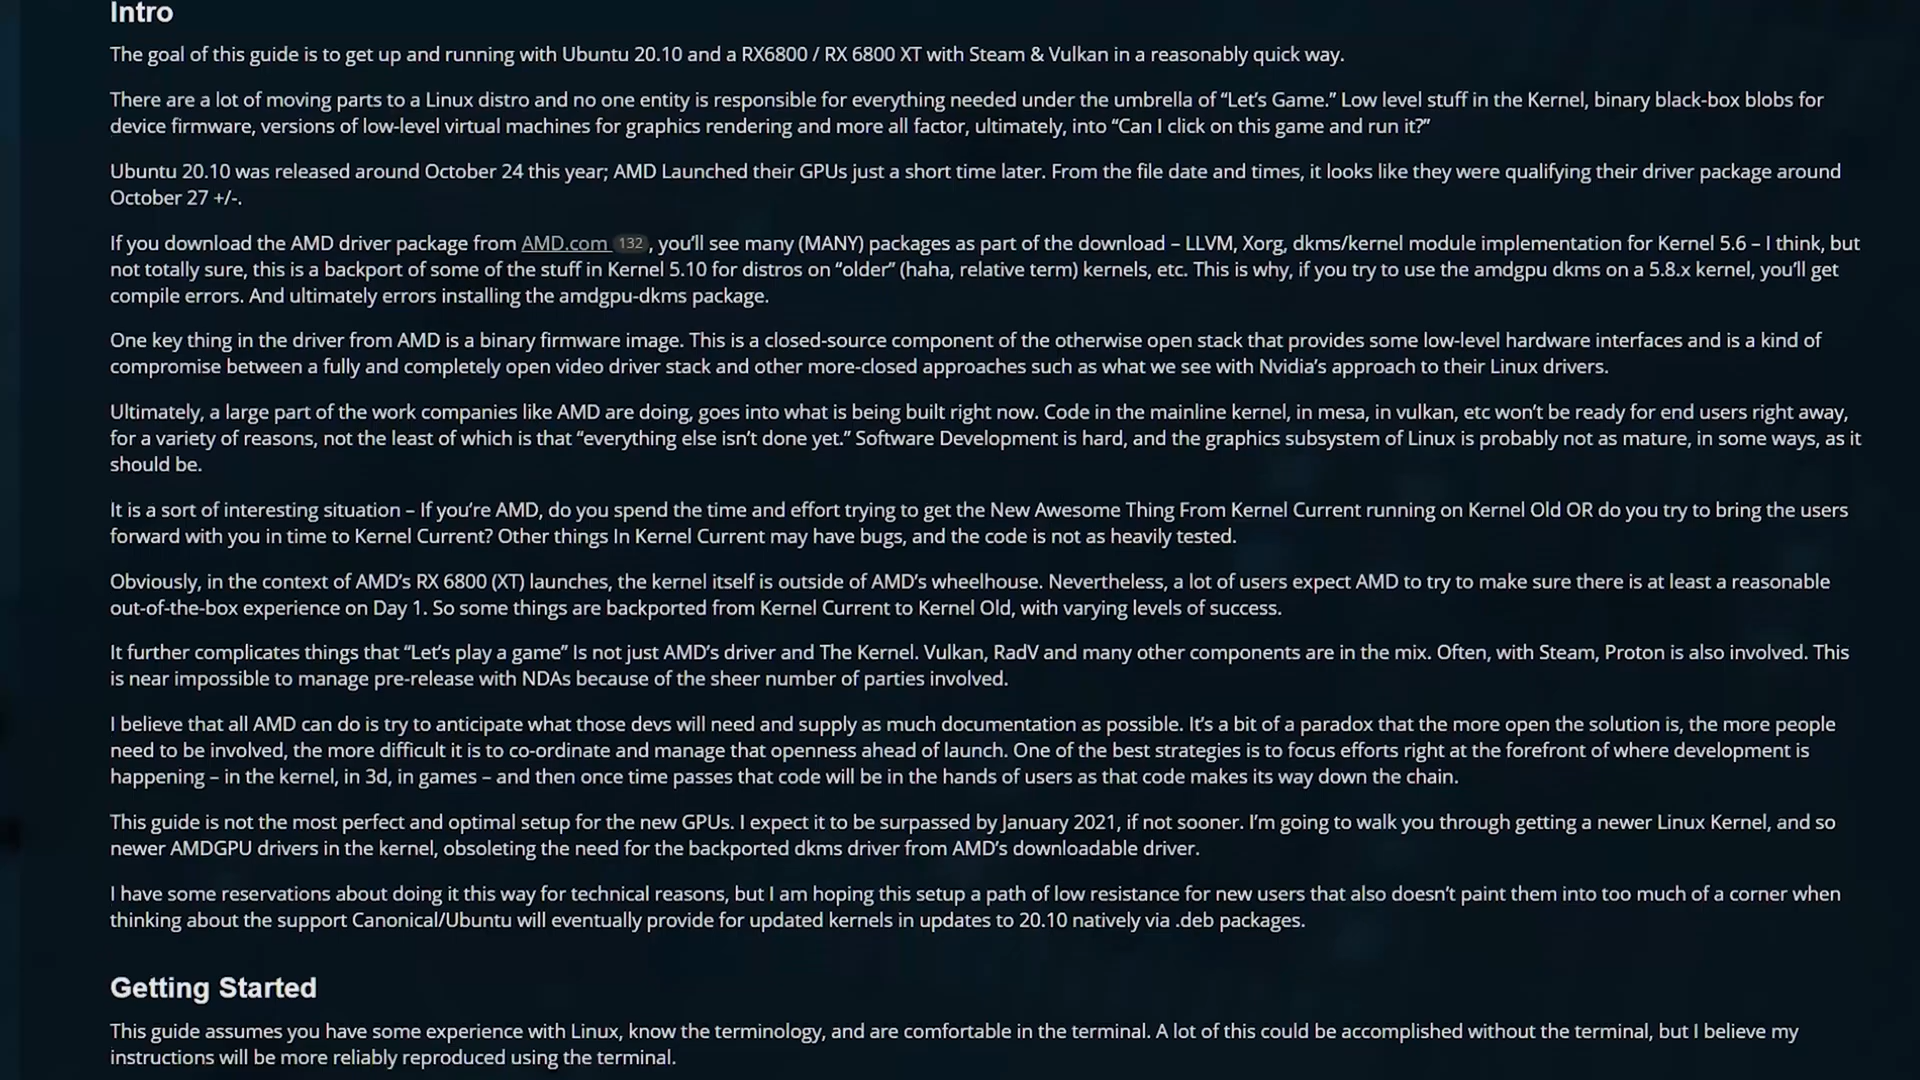 Intro
The goal of this guide is to get up and running with Ubuntu 20.10 and a RX6800 / RX 6800 XT with Steam & Vulkan in a reasonably quick way.
There are a lot of moving parts to a Linux distro and no one entity is responsible for everything needed under the umbrella of “Let’s Game.” Low level stuff in the Kernel, binary black-box blobs for
device firmware, versions of low-level virtual machines for graphics rendering and more all factor, ultimately, into “Can I click on this game and run it?”
Ubuntu 20.10 was released around October 24 this year; AMD Launched their GPUs just a short time later. From the file date and times, it looks like they were qualifying their driver package around
October 27 +/-.
If you download the AMD driver package from AMD.com 132 , you’ll see many (MANY) packages as part of the download – LLVM, Xorg, dkms/kernel module implementation for Kernel 5.6 – I think, but
not totally sure, this is a backport of some of the stuff in Kernel 5.10 for distros on “older” (haha, relative term) kernels, etc. This is why, if you try to use the amdgpu dkms on a 5.8.x kernel, you’ll get
compile errors. And ultimately errors installing the amdgpu-dkms package.
One key thing in the driver from AMD is a binary firmware image. This is a closed-source component of the otherwise open stack that provides some low-level hardware interfaces and is a kind of
compromise between a fully and completely open video driver stack and other more-closed approaches such as what we see with Nvidia’s approach to their Linux drivers.
Ultimately, a large part of the work companies like AMD are doing, goes into what is being built right now. Code in the mainline kernel, in mesa, in vulkan, etc won’t be ready for end users right away,
for a variety of reasons, not the least of which is that “everything else isn’t done yet.” Software Development is hard, and the graphics subsystem of Linux is probably not as mature, in some ways, as it
should be.
It is a sort of interesting situation – If you’re AMD, do you spend the time and effort trying to get the New Awesome Thing From Kernel Current running on Kernel Old OR do you try to bring the users
forward with you in time to Kernel Current? Other things In Kernel Current may have bugs, and the code is not as heavily tested.
Obviously, in the context of AMD’s RX 6800 (XT) launches, the kernel itself is outside of AMD’s wheelhouse. Nevertheless, a lot of users expect AMD to try to make sure there is at least a reasonable
out-of-the-box experience on Day 1. So some things are backported from Kernel Current to Kernel Old, with varying levels of success.
It further complicates things that “Let’s play a game” Is not just AMD’s driver and The Kernel. Vulkan, RadV and many other components are in the mix. Often, with Steam, Proton is also involved. This
is near impossible to manage pre-release with NDAs because of the sheer number of parties involved.
I believe that all AMD can do is try to anticipate what those devs will need and supply as much documentation as possible. It’s a bit of a paradox that the more open the solution is, the more people
need to be involved, the more difficult it is to co-ordinate and manage that openness ahead of launch. One of the best strategies is to focus efforts right at the forefront of where development is
happening – in the kernel, in 3d, in games – and then once time passes that code will be in the hands of users as that code makes its way down the chain.
This guide is not the most perfect and optimal setup for the new GPUs. I expect it to be surpassed by January 2021, if not sooner. I’m going to walk you through getting a newer Linux Kernel, and so
newer AMDGPU drivers in the kernel, obsoleting the need for the backported dkms driver from AMD’s downloadable driver.
I have some reservations about doing it this way for technical reasons, but I am hoping this setup a path of low resistance for new users that also doesn’t paint them into too much of a corner when
thinking about the support Canonical/Ubuntu will eventually provide for updated kernels in updates to 20.10 natively via .deb packages.
Getting Started
This guide assumes you have some experience with Linux, know the terminology, and are comfortable in the terminal. A lot of this could be accomplished without the terminal, but I believe my
instructions will be more reliably reproduced using the terminal.